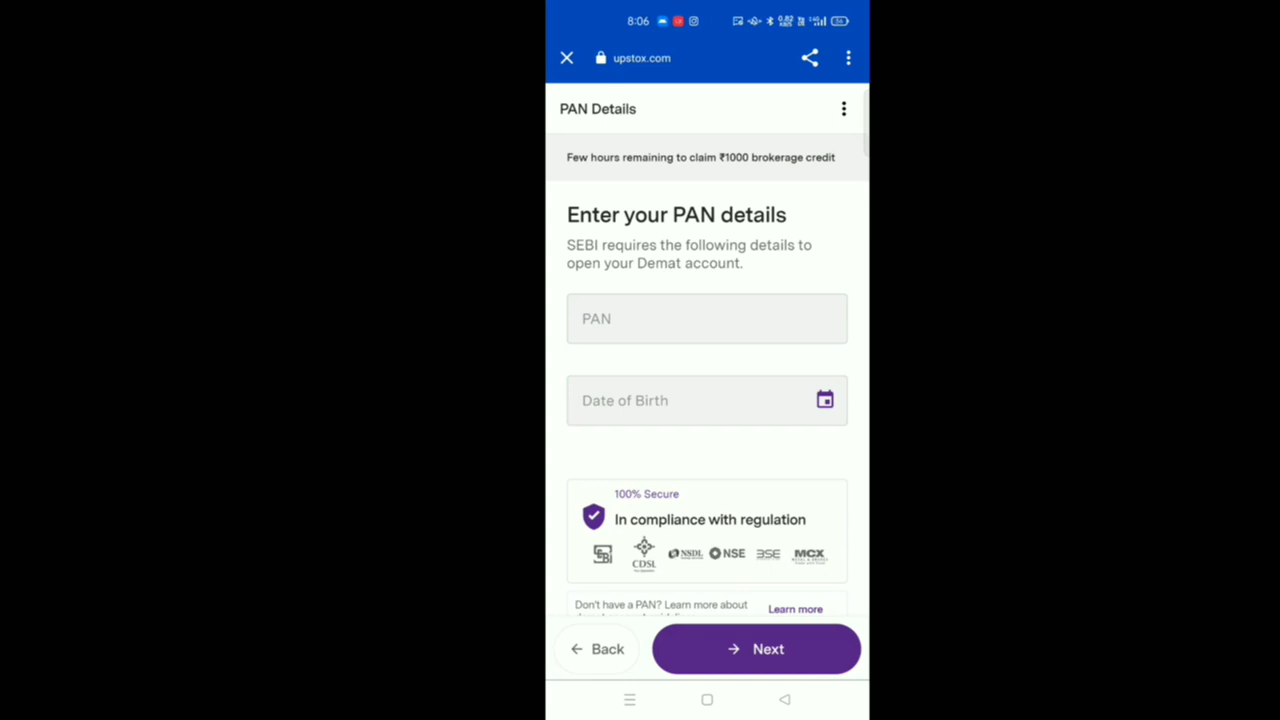 8:06
upstox.com
PAN Details
Few hours remaining to claim ₹1000 brokerage credit
Enter your PAN details
SEBI requires the following details to
open your Demat account.
PAN
Date of Birth
100% Secure
In compliance with regulation
CDSL NSDL NSE BSE MCX
Don't have a PAN? Learn more about
Learn more
Back
Next